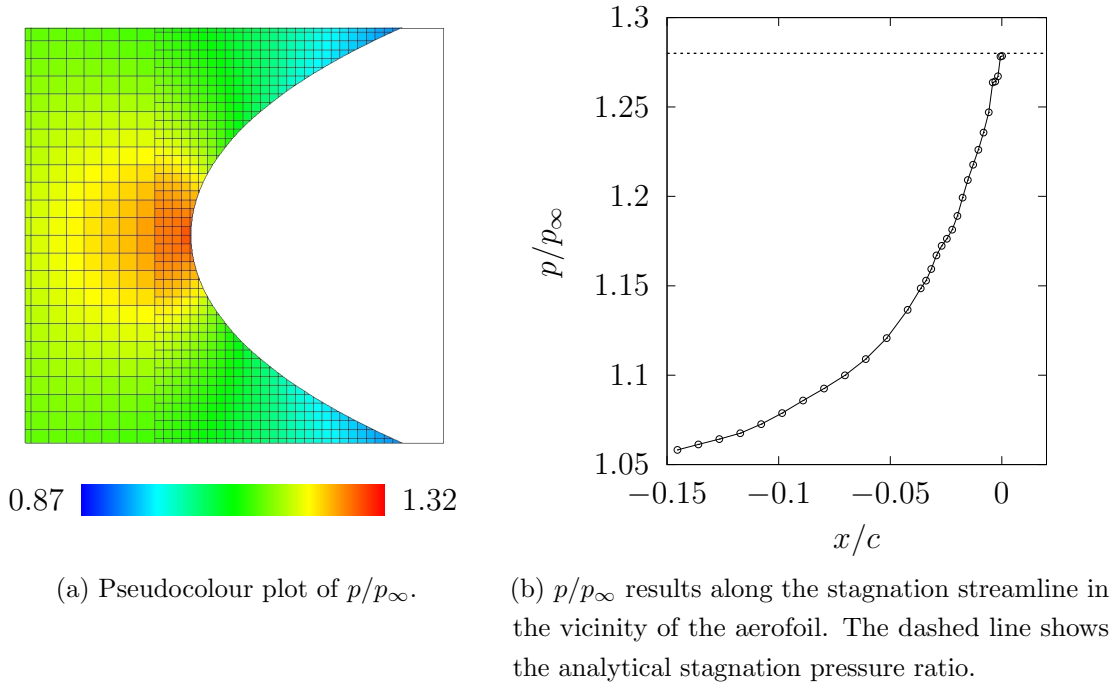 0.87
1.32
(a) Pseudocolour plot of p/p∞.
1.3
1.25
1.2
1.15
1.1
1.05
p/p∞
−0.15
−0.1
−0.05
0
x/c
(b) p/p∞ results along the stagnation streamline in
the vicinity of the aerofoil. The dashed line shows
the analytical stagnation pressure ratio.